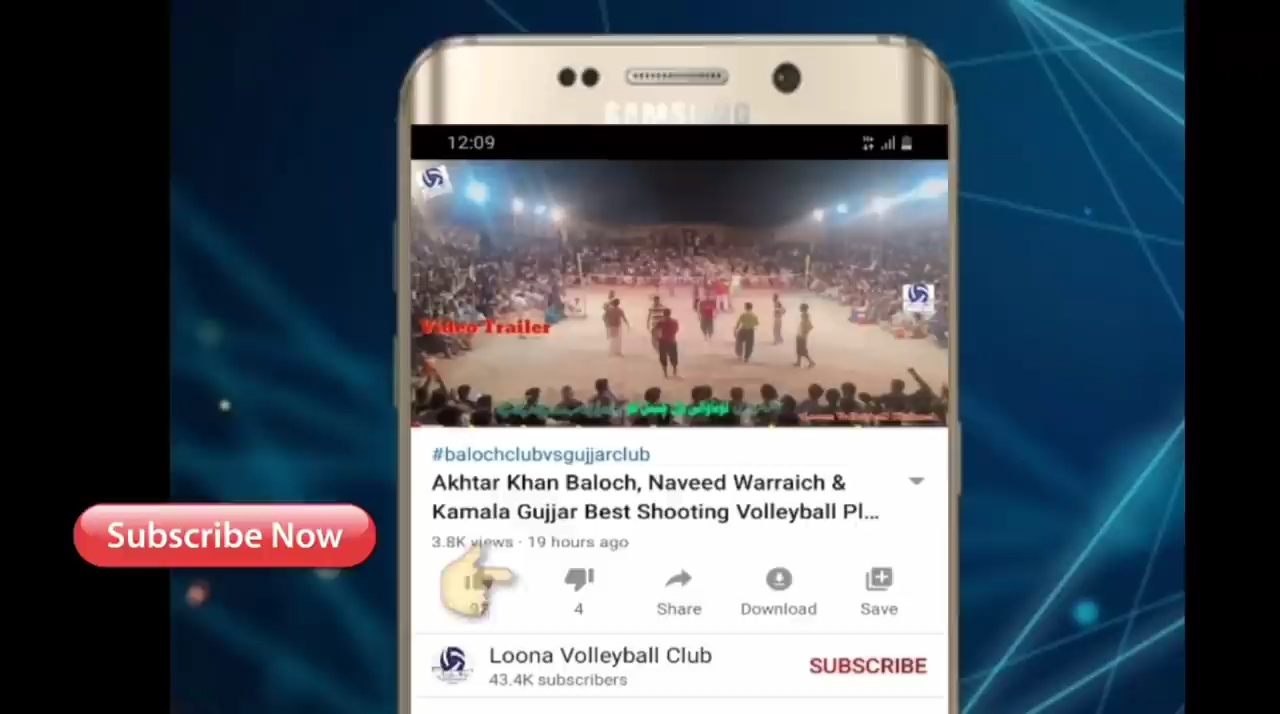 SAMSUNG
12:09
Video Trailer
#balochclubvsgujjarclub
Akhtar Khan Baloch, Naveed Warraich &
Kamala Gujjar Best Shooting Volleyball Pl...
3.8K views · 19 hours ago
Subscribe Now
4
Share
Download
Save
Loona Volleyball Club
43.4K subscribers
SUBSCRIBE